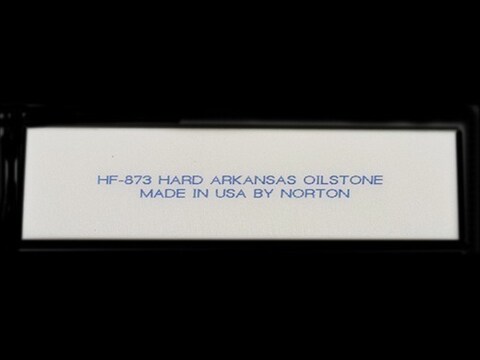 HF-873 HARD ARKANSAS OILSTONE
MADE IN USA BY NORTON